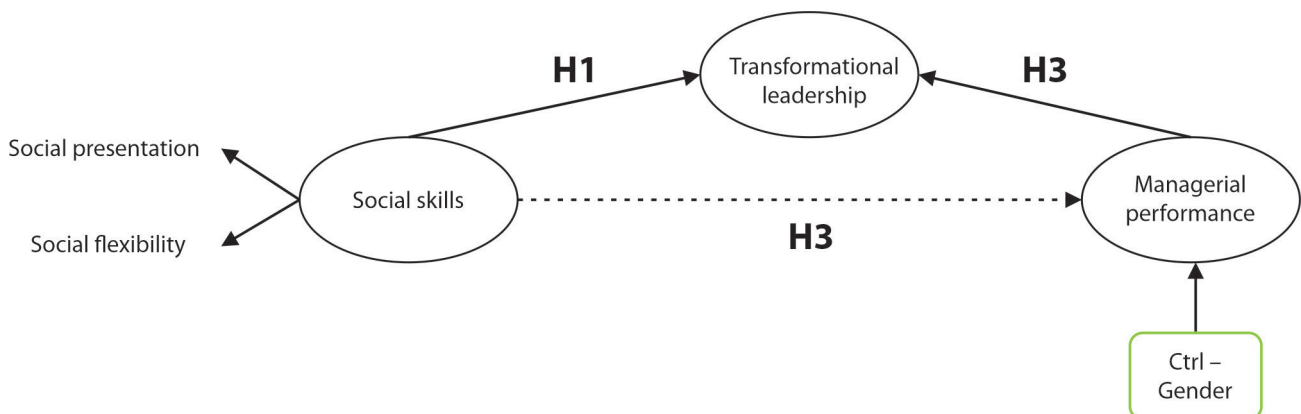 Transformational
leadership
H1
H3
Social presentation
Social skills
Social flexibility
Managerial
performance
H3
Ctrl –
Gender